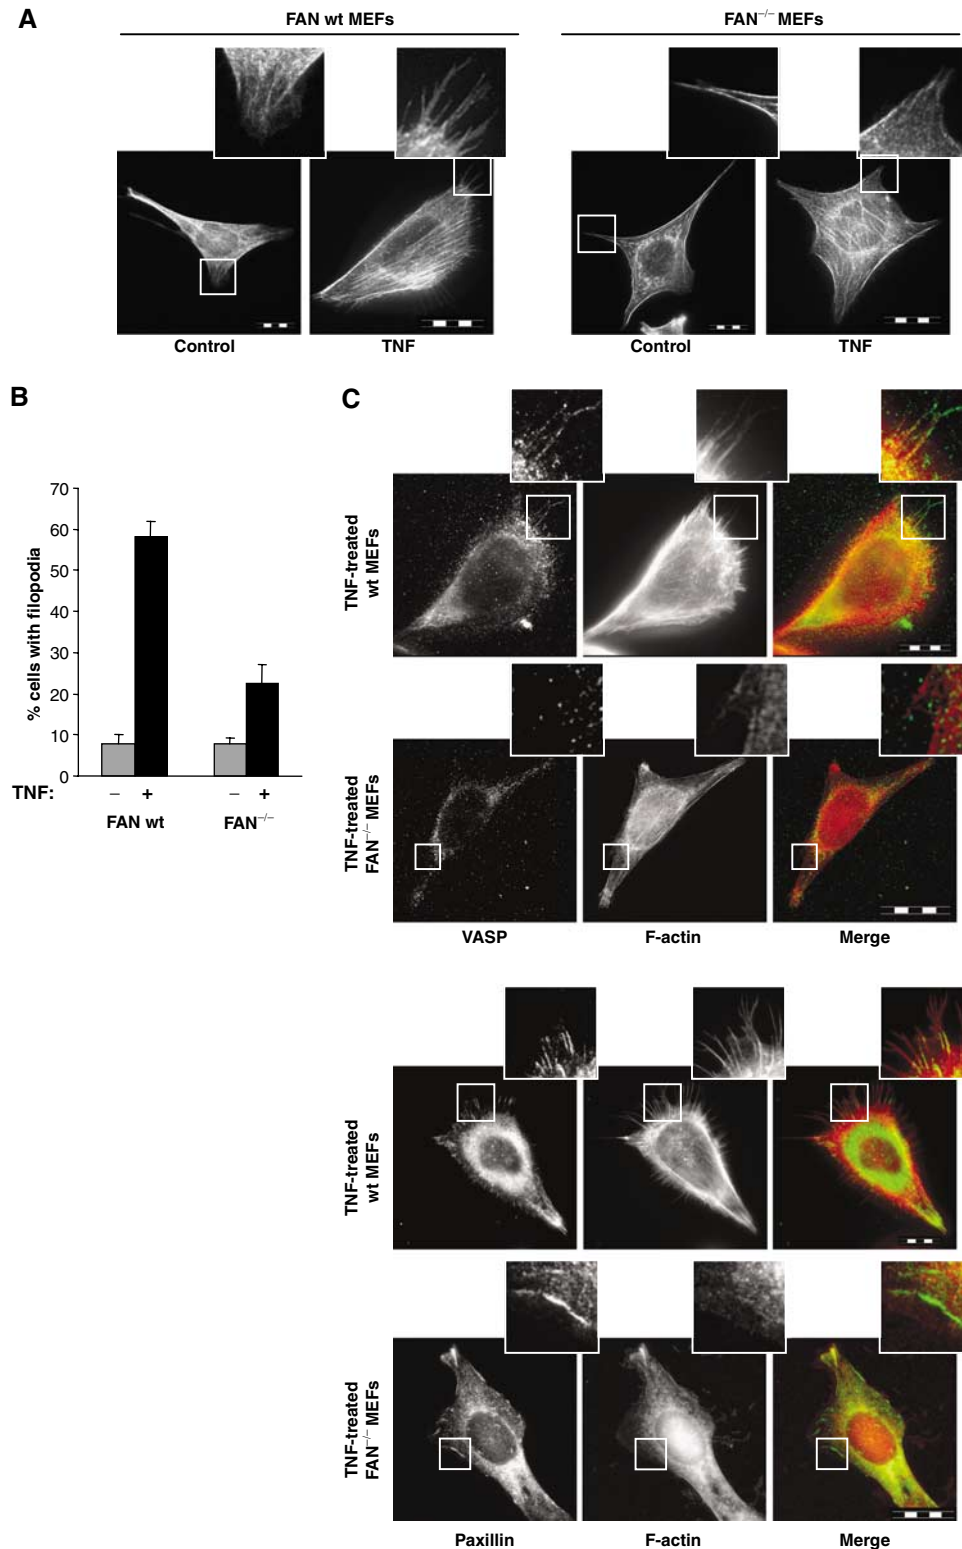 A
FAN wt MEFs
FAN−/− MEFs
Control
TNF
Control
TNF
B
% cells with filopodia
70
60
50
40
30
20
10
0
TNF:
− + − +
FAN wt
FAN−/−
C
TNF-treated
wt MEFs
TNF-treated
FAN−/− MEFs
VASP
F-actin
Merge
TNF-treated
wt MEFs
TNF-treated
FAN−/− MEFs
Paxillin
F-actin
Merge